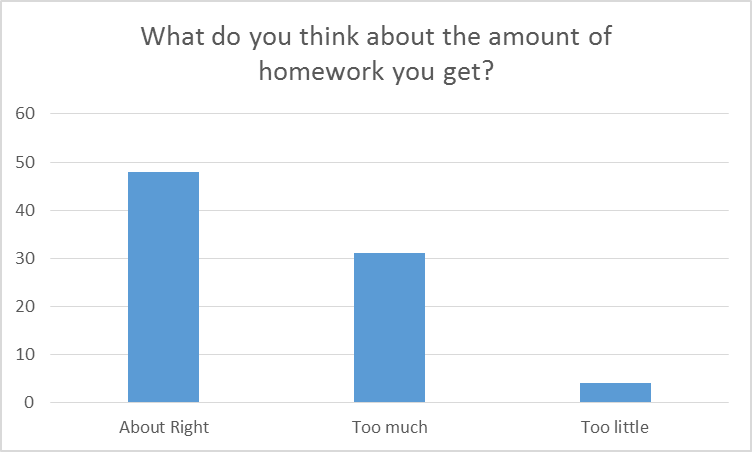 What do you think about the amount of
homework you get?
60
50
40
30
20
10
0
About Right
Too much
Too little